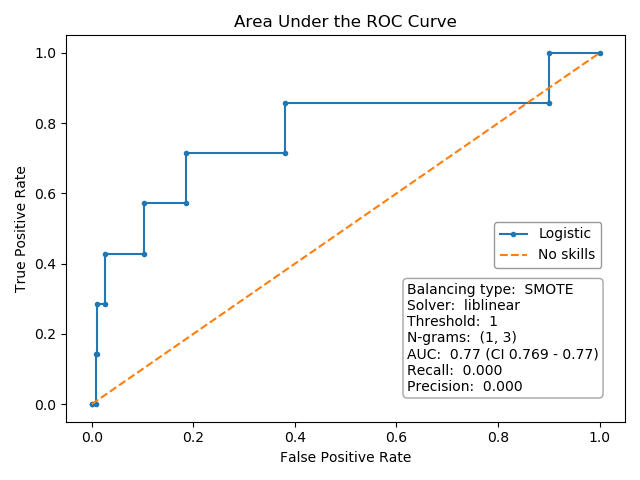 Area Under the ROC Curve
True Positive Rate
1.0
0.8
0.6
0.4
0.2
0.0
Logistic
No skills
Balancing type:  SMOTE
Solver:  liblinear
Threshold:  1
N-grams:  (1, 3)
AUC:  0.77 (CI 0.769 - 0.77)
Recall:  0.000
Precision:  0.000
0.0 0.2 0.4 0.6 0.8 1.0
False Positive Rate